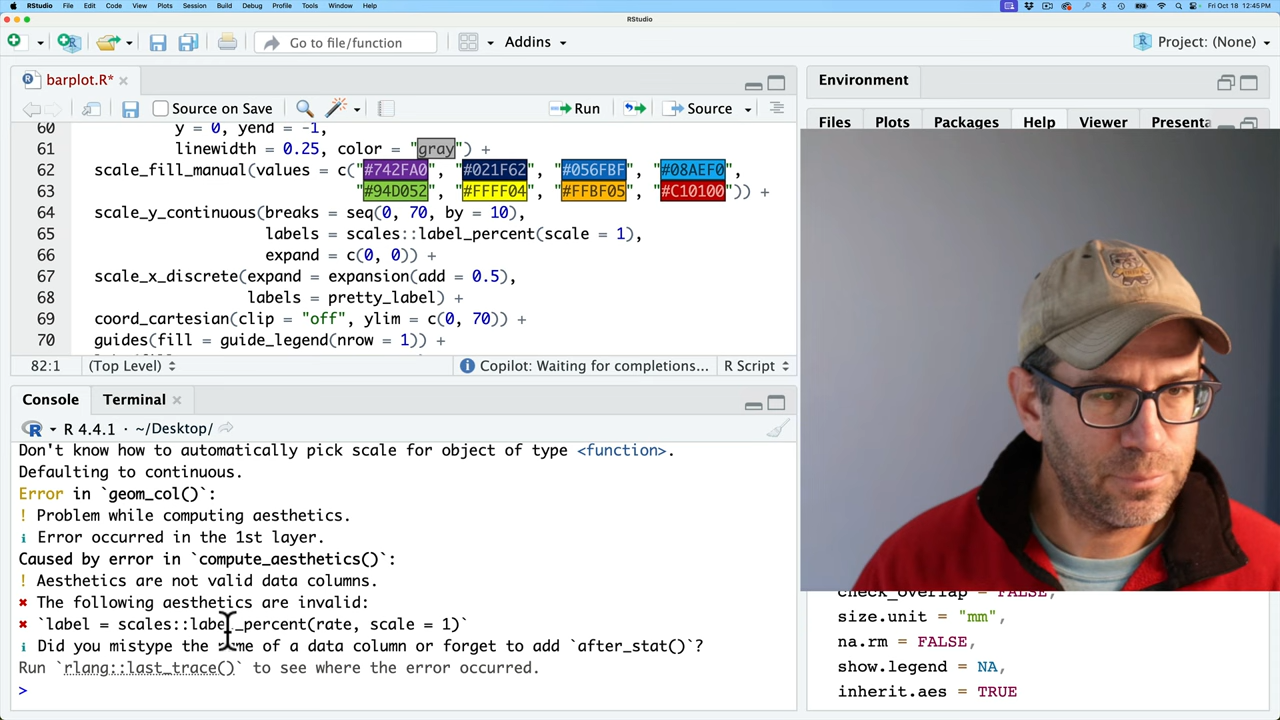 RStudio File Edit Code View Plots Session Build Debug Profile Tools Window Help Fri Oct 18 12:45 PM
RStudio
Go to file/function Addins Project: (None)
barplot.R*
Source on Save Run Source
60 y = 0, yend = -1,
61 linewidth = 0.25, color = "gray") +
62 scale_fill_manual(values = c("#742FA0", "#021F62", "#056FBF", "#08AEF0",
63 "#94D052", "#FFFF04", "#FFBF05", "#C10100")) +
64 scale_y_continuous(breaks = seq(0, 70, by = 10),
65 labels = scales::label_percent(scale = 1),
66 expand = c(0, 0)) +
67 scale_x_discrete(expand = expansion(add = 0.5),
68 labels = pretty_label) +
69 coord_cartesian(clip = "off", ylim = c(0, 70)) +
70 guides(fill = guide_legend(nrow = 1)) +
82:1 (Top Level) Copilot: Waiting for completions... R Script
Console Terminal
R 4.4.1 · ~/Desktop/
Don't know how to automatically pick scale for object of type <function>.
Defaulting to continuous.
Error in `geom_col()`:
! Problem while computing aesthetics.
i Error occurred in the 1st layer.
Caused by error in `compute_aesthetics()`:
! Aesthetics are not valid data columns.
✖ The following aesthetics are invalid:
✖ `label = scales::label_percent(rate, scale = 1)`
i Did you mistype the name of a data column or forget to add `after_stat()`?
Run `rlang::last_trace()` to see where the error occurred.
>
Environment
Files Plots Packages Help Viewer Presenta
check_overlap = FALSE,
size.unit = "mm",
na.rm = FALSE,
show.legend = NA,
inherit.aes = TRUE